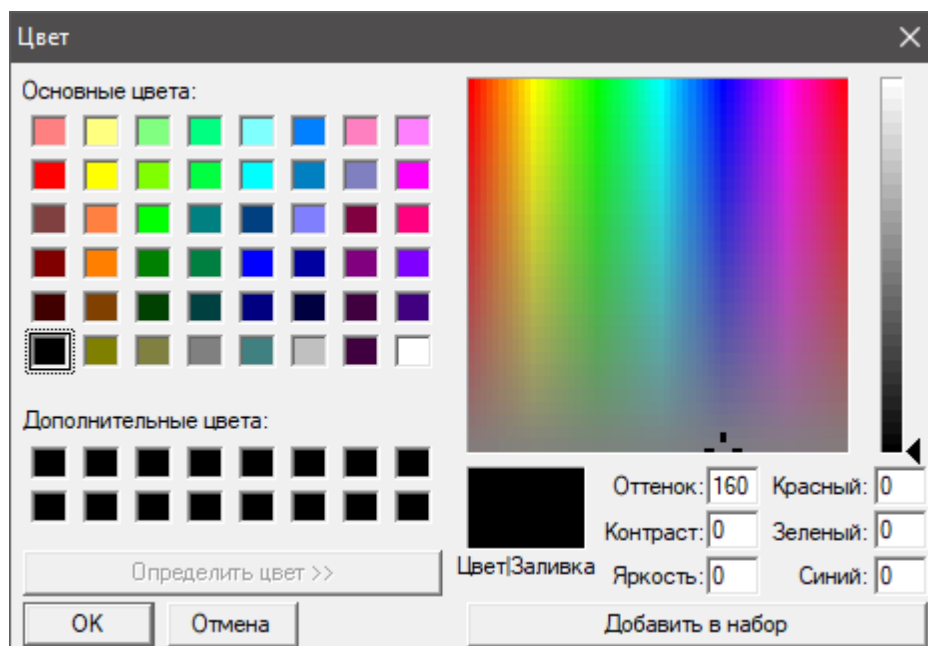 Цвет
Основные цвета:
Дополнительные цвета:
Определить цвет >>
OK
Отмена
Цвет|Заливка
Оттенок: 160
Контраст: 0
Яркость: 0
Красный: 0
Зеленый: 0
Синий: 0
Добавить в набор